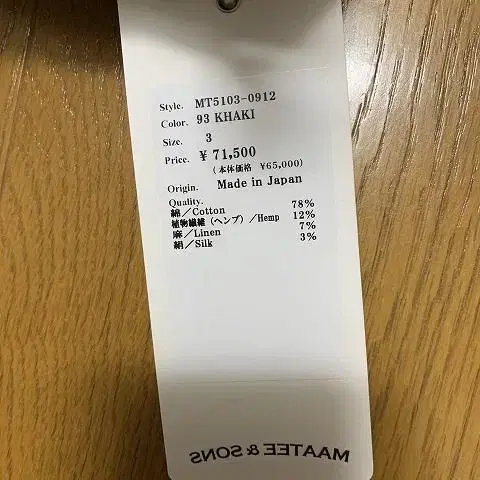 Style. MT5103-0912
Color. 93 KHAKI
Size. 3
Price. ¥ 71,500
(本体価格 ¥65,000)
Origin. Made in Japan
Quality.
綿／Cotton 78%
植物繊維（ヘンプ）／Hemp 12%
麻／Linen 7%
絹／Silk 3%
MAATEE & SONS